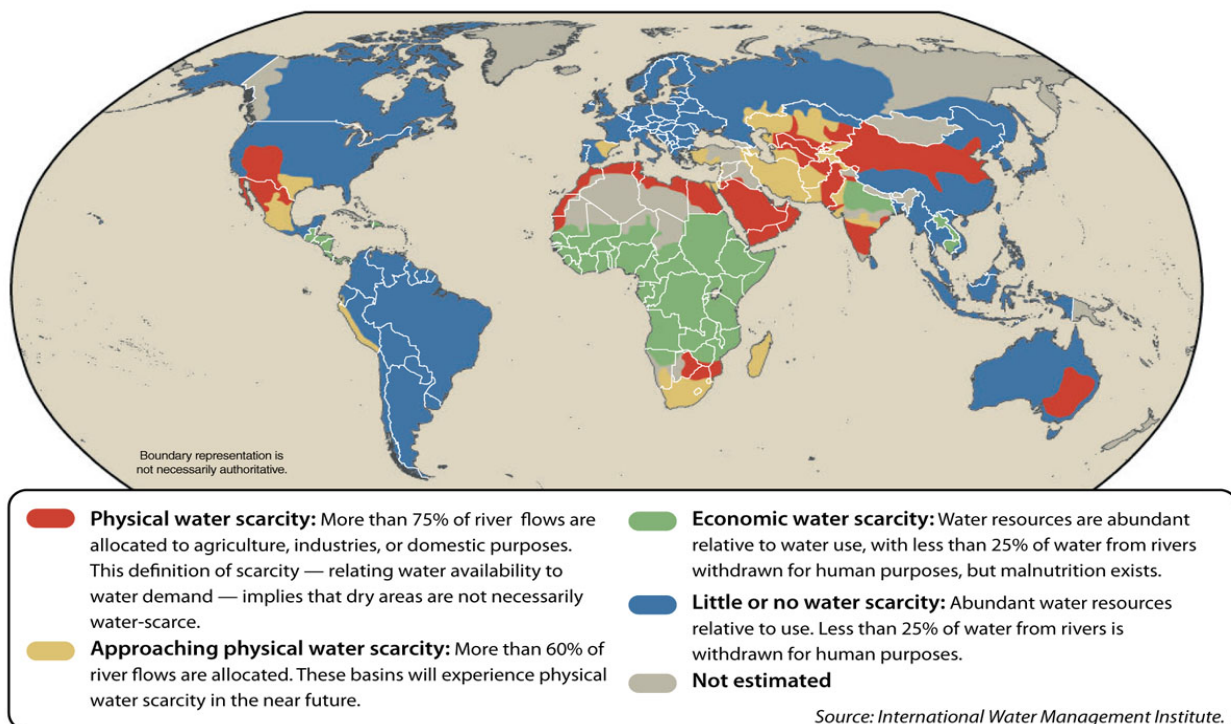 Boundary representation is
not necessarily authoritative.
Physical water scarcity: More than 75% of river flows are
allocated to agriculture, industries, or domestic purposes.
This definition of scarcity — relating water availability to
water demand — implies that dry areas are not necessarily
water-scarce.
Approaching physical water scarcity: More than 60% of
river flows are allocated. These basins will experience physical
water scarcity in the near future.
Economic water scarcity: Water resources are abundant
relative to water use, with less than 25% of water from rivers
withdrawn for human purposes, but malnutrition exists.
Little or no water scarcity: Abundant water resources
relative to use. Less than 25% of water from rivers is
withdrawn for human purposes.
Not estimated
Source: International Water Management Institute.